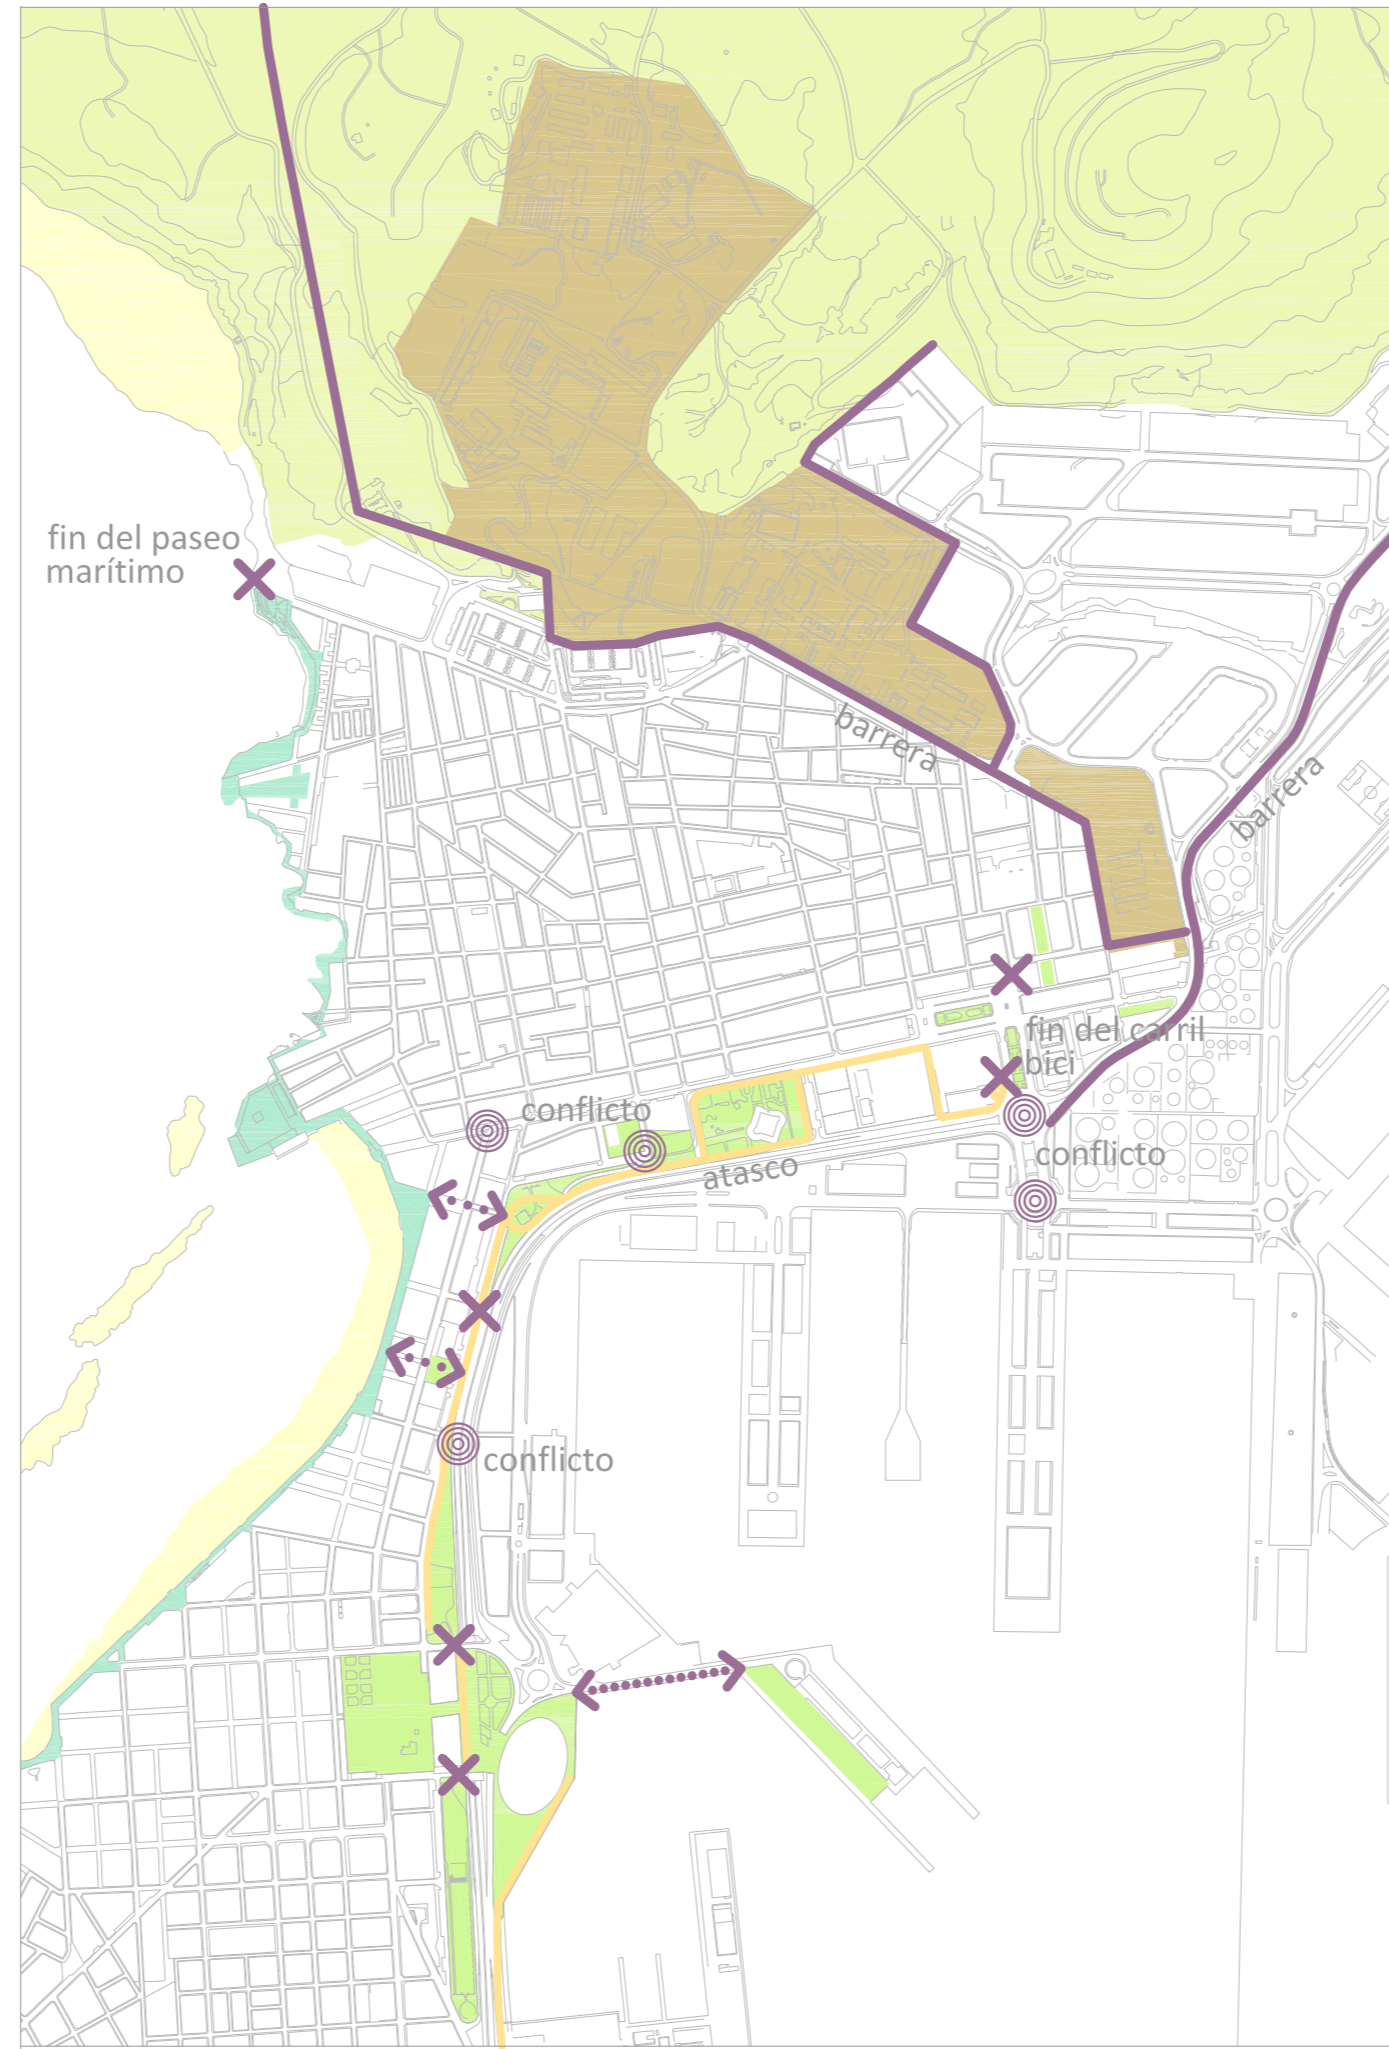 fin del paseo
marítimo
barrera
barrera
fin del carril
bici
conflicto
conflicto
atasco
conflicto